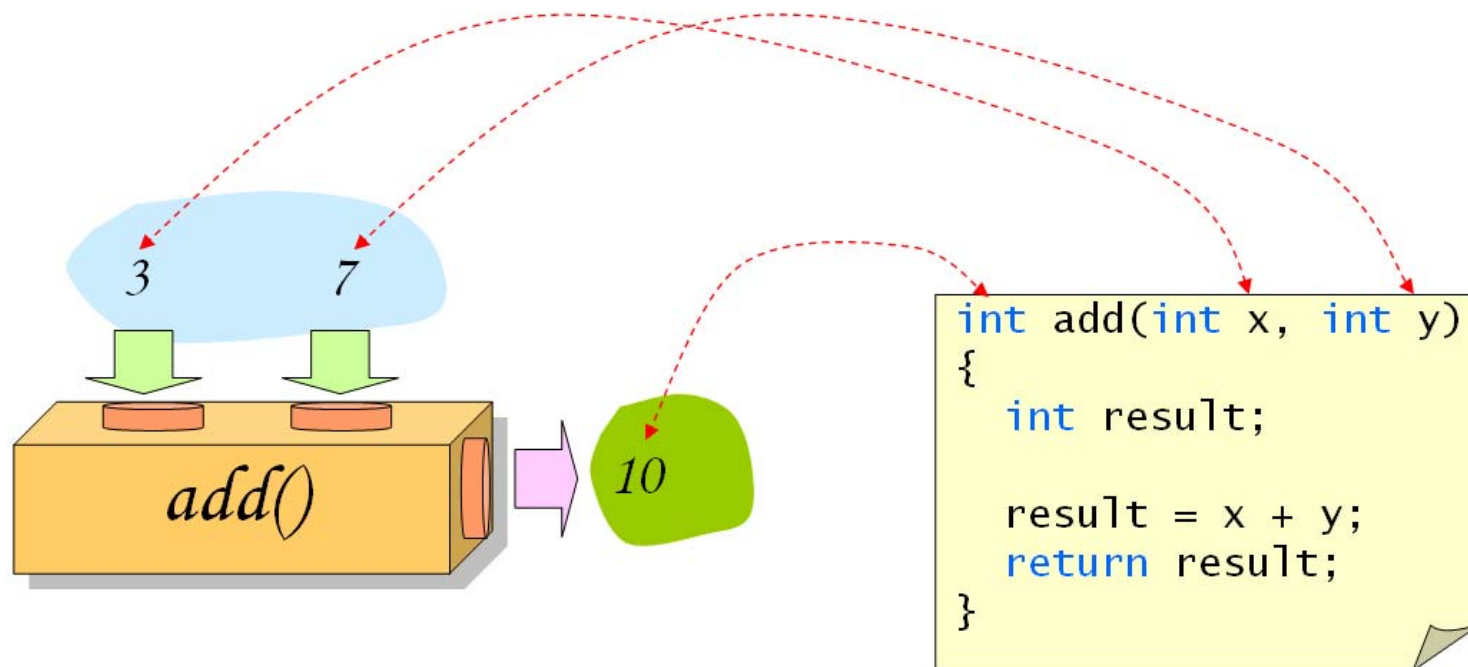 3 7
add()
10
int add(int x, int y)
{
  int result;

  result = x + y;
  return result;
}